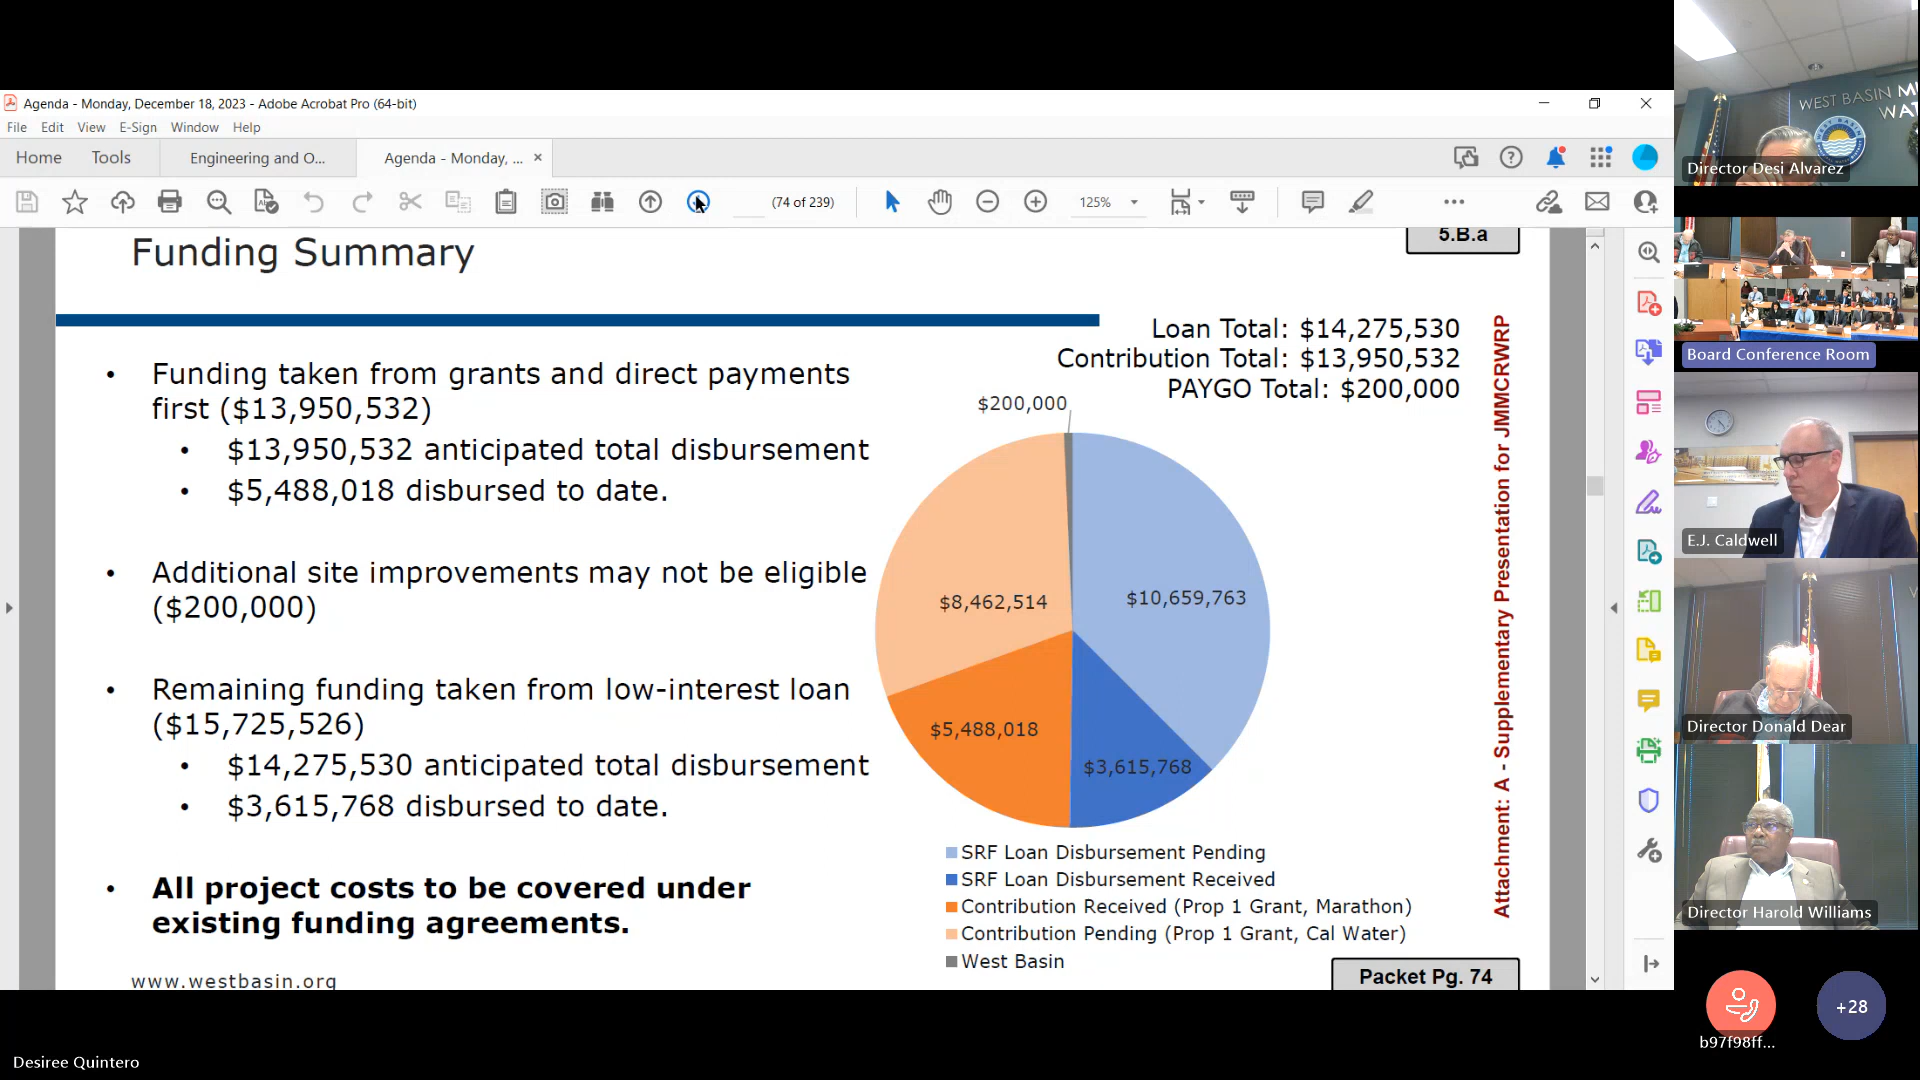 Agenda - Monday, December 18, 2023 - Adobe Acrobat Pro (64-bit)
File Edit View E-Sign Window Help
Home Tools Engineering and O... Agenda - Monday, ... ×
(74 of 239) 125%
Funding Summary
5.B.a
Loan Total: $14,275,530
Contribution Total: $13,950,532
PAYGO Total: $200,000
• Funding taken from grants and direct payments
first ($13,950,532)
• $13,950,532 anticipated total disbursement
• $5,488,018 disbursed to date.
• Additional site improvements may not be eligible
($200,000)
• Remaining funding taken from low-interest loan
($15,725,526)
• $14,275,530 anticipated total disbursement
• $3,615,768 disbursed to date.
• All project costs to be covered under
existing funding agreements.
www.westbasin.org
$200,000
$8,462,514
$10,659,763
$5,488,018
$3,615,768
SRF Loan Disbursement Pending
SRF Loan Disbursement Received
Contribution Received (Prop 1 Grant, Marathon)
Contribution Pending (Prop 1 Grant, Cal Water)
West Basin
Attachment: A - Supplementary Presentation for JMMCRWRP
Packet Pg. 74
WEST BASIN M
WA
Director Desi Alvarez
Board Conference Room
E.J. Caldwell
Director Donald Dear
Director Harold Williams
b97f98ff...
+28
Desiree Quintero